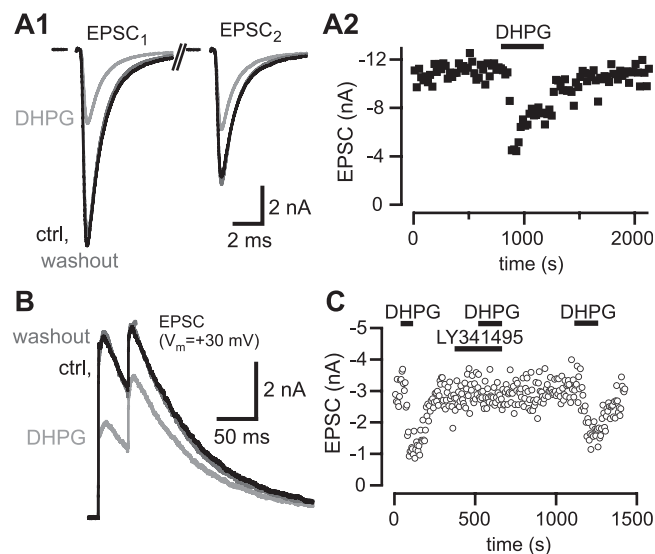 A1
EPSC1
EPSC2
DHPG
2 nA
2 ms
ctrl,
washout
A2
DHPG
-12
-8
-4
0
EPSC (nA)
0
1000
2000
time (s)
B
washout
ctrl,
DHPG
EPSC
(Vm=+30 mV)
2 nA
50 ms
C
DHPG
DHPG
DHPG
LY341495
-5
-4
-3
-2
-1
0
EPSC (nA)
0
500
1000
1500
time (s)